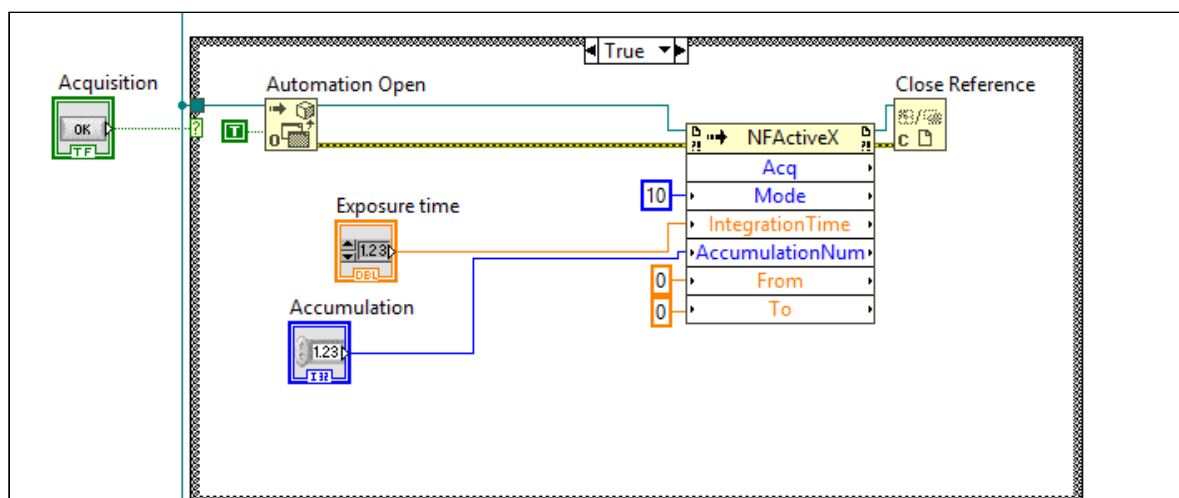 True
Acquisition
OK
TF
Automation Open
T
Close Reference
NFActiveX
Acq
10
Mode
Exposure time
IntegrationTime
1.23
DBL
AccumulationNum
0
From
0
To
Accumulation
1.23
I32